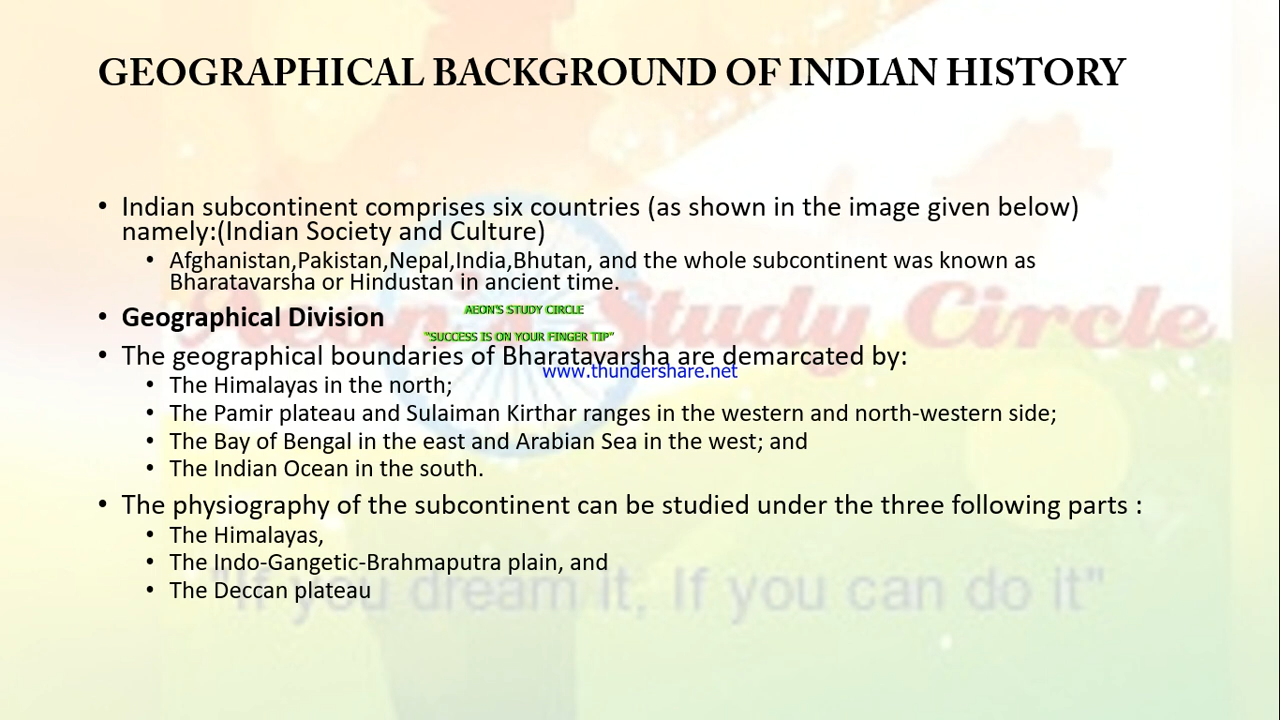 GEOGRAPHICAL BACKGROUND OF INDIAN HISTORY
• Indian subcontinent comprises six countries (as shown in the image given below)
namely:(Indian Society and Culture)
• Afghanistan,Pakistan,Nepal,India,Bhutan, and the whole subcontinent was known as
Bharatavarsha or Hindustan in ancient time.
• Geographical Division
AEON'S STUDY CIRCLE
"SUCCESS IS ON YOUR FINGER TIP"
Aeon's Study Circle
• The geographical boundaries of Bharatavarsha are demarcated by:
www.thundershare.net
• The Himalayas in the north;
• The Pamir plateau and Sulaiman Kirthar ranges in the western and north-western side;
• The Bay of Bengal in the east and Arabian Sea in the west; and
• The Indian Ocean in the south.
• The physiography of the subcontinent can be studied under the three following parts :
• The Himalayas,
• The Indo-Gangetic-Brahmaputra plain, and
• The Deccan plateau
"If you dream it, If you can do it"